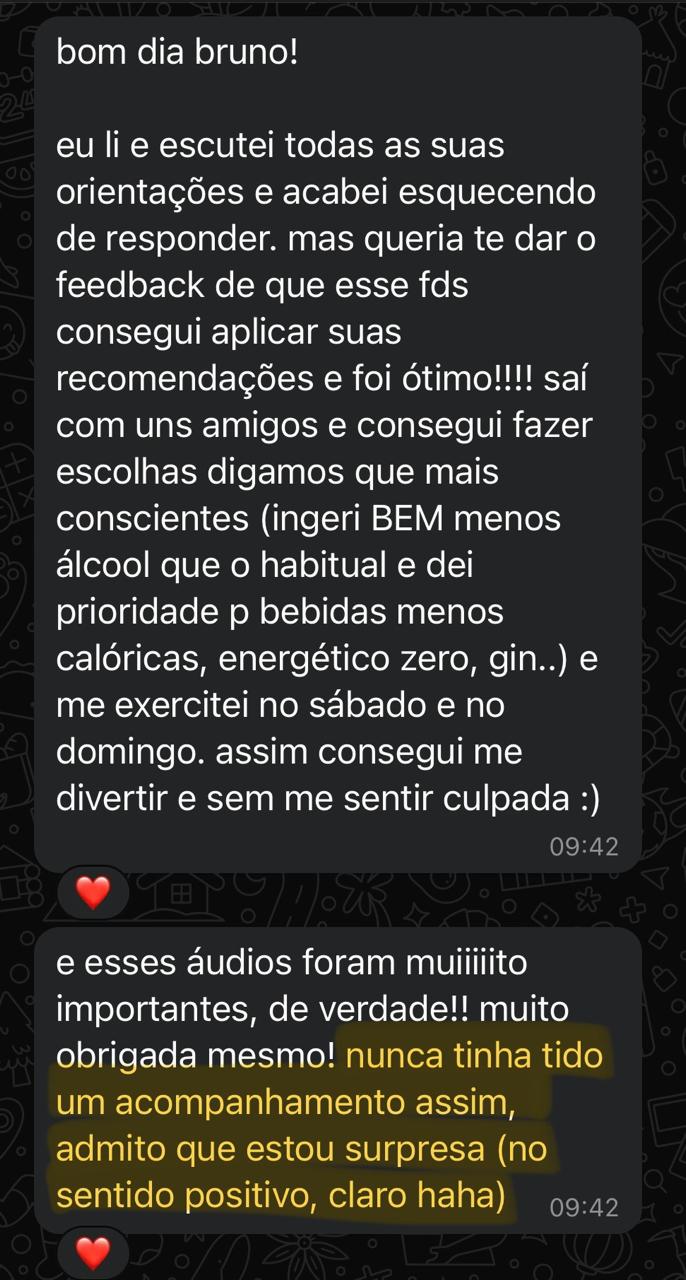 bom dia bruno!
eu li e escutei todas as suas
orientações e acabei esquecendo
de responder. mas queria te dar o
feedback de que esse fds
consegui aplicar suas
recomendações e foi ótimo!!!! saí
com uns amigos e consegui fazer
escolhas digamos que mais
conscientes (ingeri BEM menos
álcool que o habitual e dei
prioridade p bebidas menos
calóricas, energético zero, gin..) e
me exercitei no sábado e no
domingo. assim consegui me
divertir e sem me sentir culpada :)
09:42
e esses áudios foram muiiiiito
importantes, de verdade!! muito
obrigada mesmo! nunca tinha tido
um acompanhamento assim,
admito que estou surpresa (no
sentido positivo, claro haha)
09:42